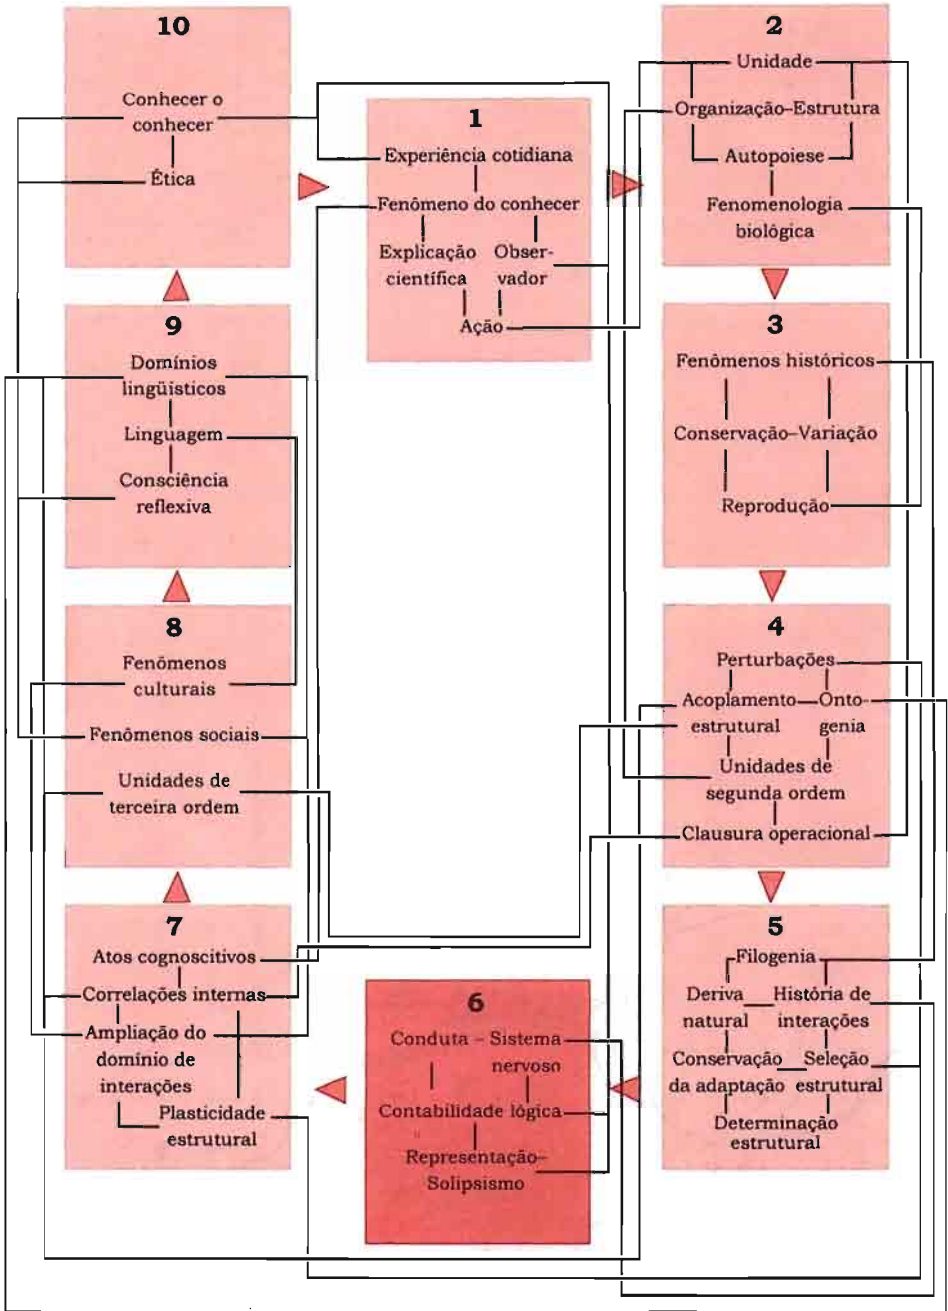 10
Conhecer o
conhecer
Ética
1
Experiência cotidiana
Fenômeno do conhecer
Explicação
científica
Obser-
vador
Ação
2
Unidade
Organização–Estrutura
Autopoiese
Fenomenologia
biológica
3
Fenômenos históricos
Conservação–Variação
Reprodução
4
Perturbações
Acoplamento
estrutural
Onto-
genia
Unidades de
segunda ordem
Clausura operacional
5
Filogenia
Deriva
natural
História de
interações
Conservação
da adaptação
Seleção
estrutural
Determinação
estrutural
6
Conduta – Sistema
nervoso
Contabilidade lógica
Representação–
Solipsismo
7
Atos cognoscitivos
Correlações internas
Ampliação do
domínio de
interações
Plasticidade
estrutural
8
Fenômenos
culturais
Fenômenos sociais
Unidades de
terceira ordem
9
Domínios
lingüísticos
Linguagem
Consciência
reflexiva